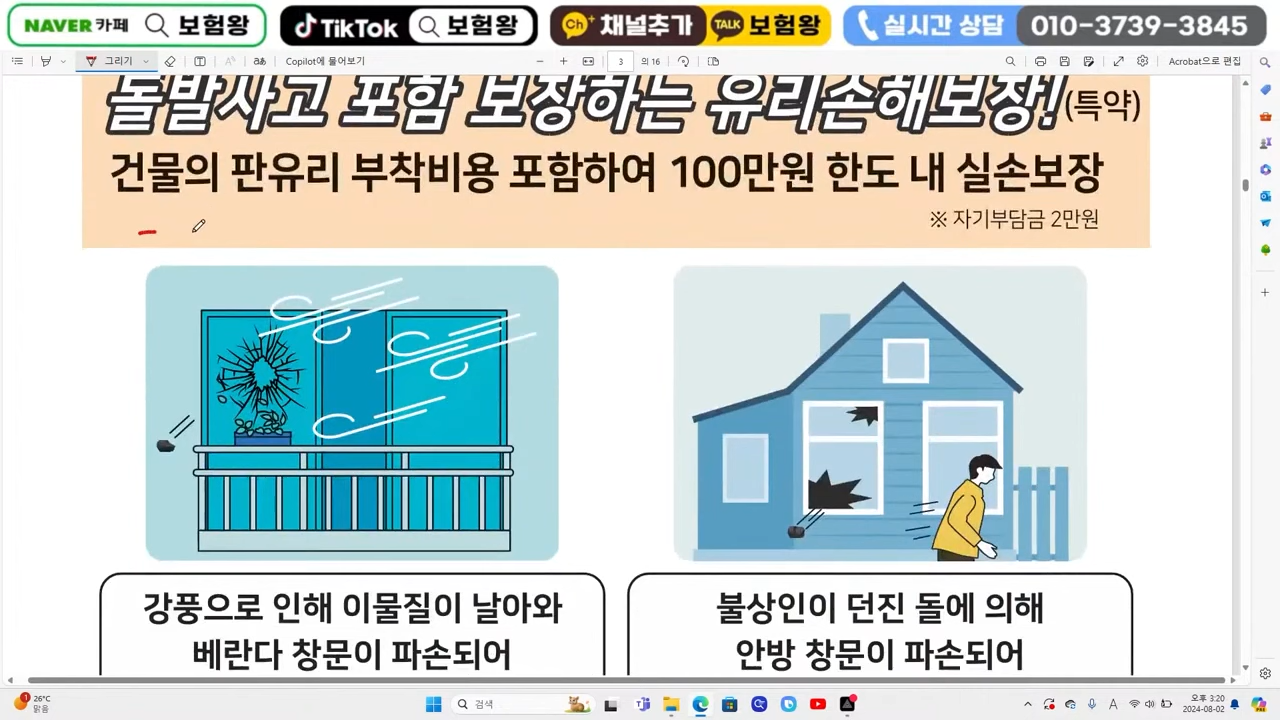 NAVER 카페 보험왕
TikTok 보험왕
Ch+ 채널추가 TALK 보험왕
실시간 상담 010-3739-3845
그리기
Copilot에 물어보기
3 의 16
Acrobat으로 편집
돌발사고 포함 보장하는 유리손해보장!(특약)
건물의 판유리 부착비용 포함하여 100만원 한도 내 실손보장
※ 자기부담금 2만원
강풍으로 인해 이물질이 날아와
베란다 창문이 파손되어
불상인이 던진 돌에 의해
안방 창문이 파손되어
1
26°C
맑음
검색
A
오후 3:20
2024-08-02